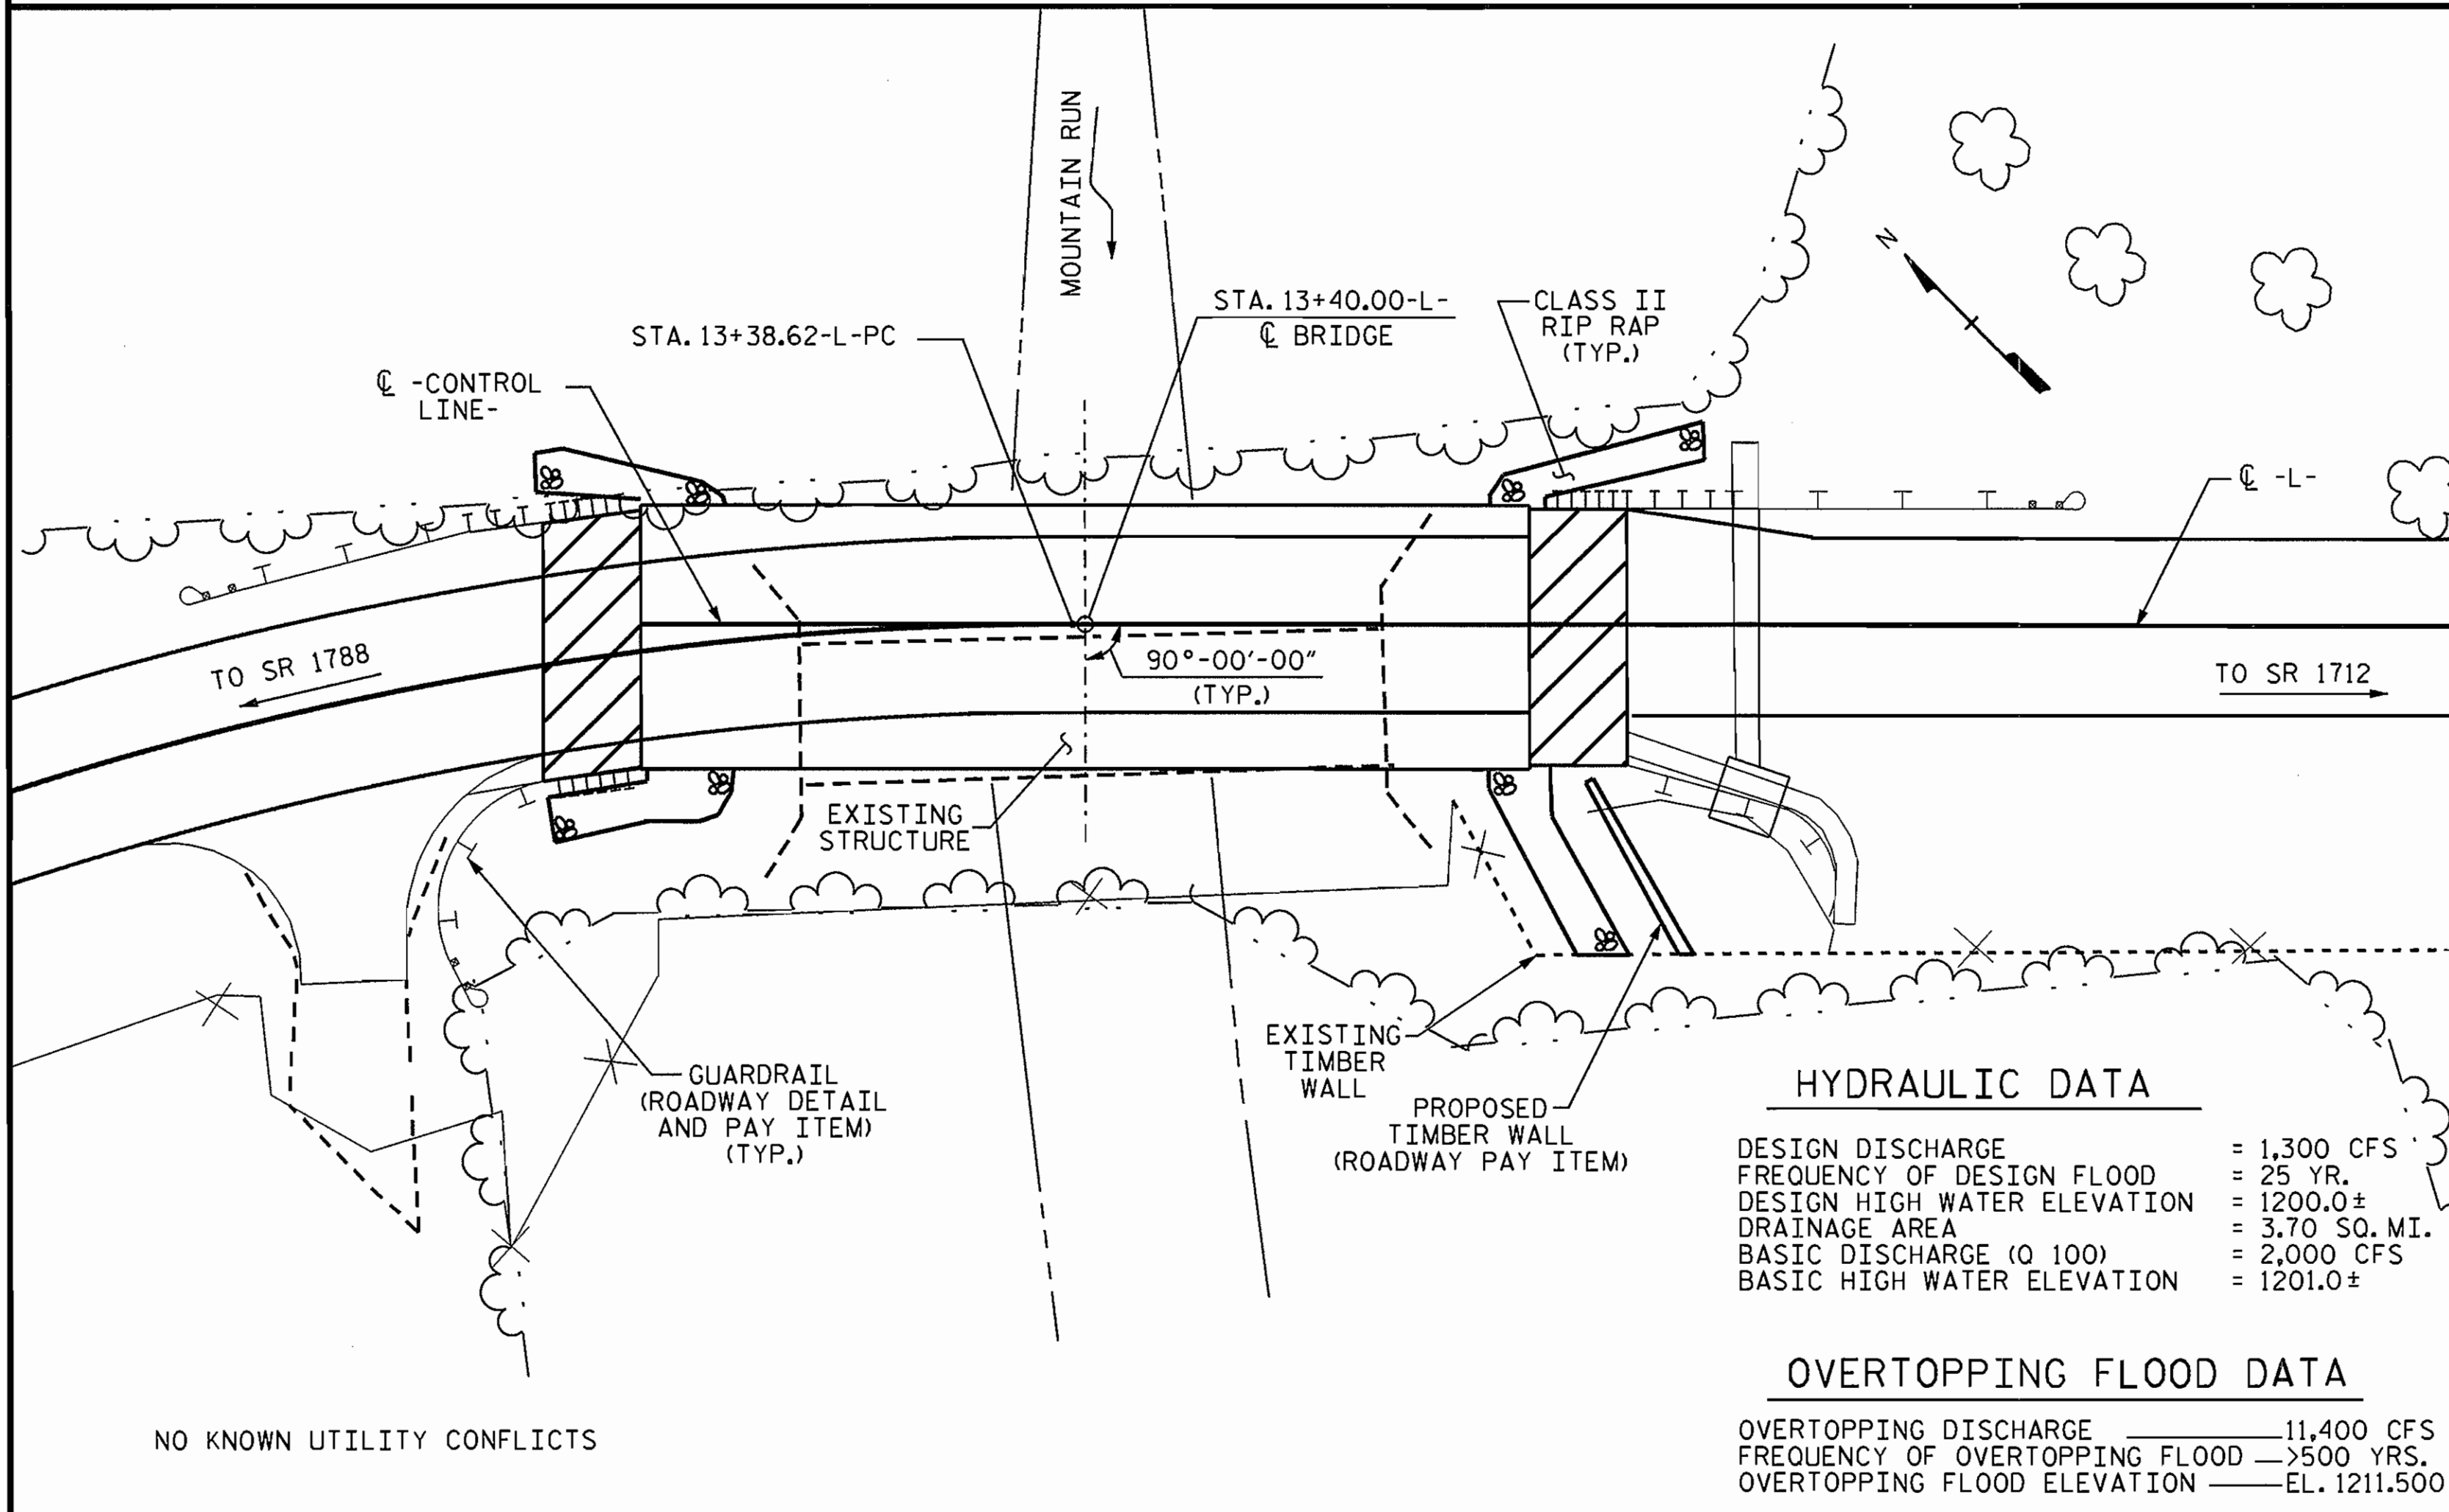 MOUNTAIN RUN
N
STA. 13+40.00-L-
℄ BRIDGE
CLASS II
RIP RAP
(TYP.)
STA. 13+38.62-L-PC
℄ -CONTROL
LINE-
℄ -L-
TO SR 1788
90°-00'-00"
(TYP.)
TO SR 1712
EXISTING
STRUCTURE
GUARDRAIL
(ROADWAY DETAIL
AND PAY ITEM)
(TYP.)
EXISTING
TIMBER
WALL
PROPOSED
TIMBER WALL
(ROADWAY PAY ITEM)
HYDRAULIC DATA
DESIGN DISCHARGE = 1,300 CFS
FREQUENCY OF DESIGN FLOOD = 25 YR.
DESIGN HIGH WATER ELEVATION = 1200.0±
DRAINAGE AREA = 3.70 SQ. MI.
BASIC DISCHARGE (Q 100) = 2,000 CFS
BASIC HIGH WATER ELEVATION = 1201.0±
OVERTOPPING FLOOD DATA
OVERTOPPING DISCHARGE 11,400 CFS
FREQUENCY OF OVERTOPPING FLOOD >500 YRS.
OVERTOPPING FLOOD ELEVATION EL. 1211.500
NO KNOWN UTILITY CONFLICTS